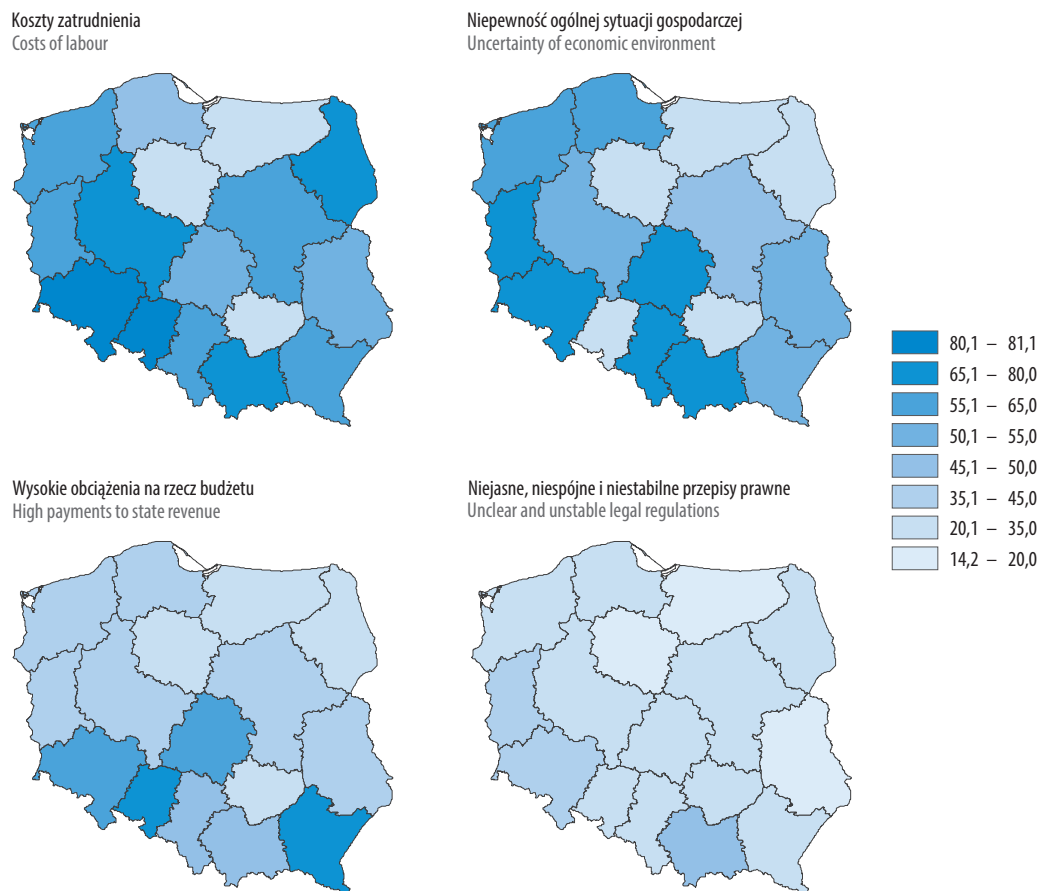 Koszty zatrudnienia
Costs of labour
Niepewność ogólnej sytuacji gospodarczej
Uncertainty of economic environment
80,1 – 81,1
65,1 – 80,0
55,1 – 65,0
50,1 – 55,0
45,1 – 50,0
35,1 – 45,0
20,1 – 35,0
14,2 – 20,0
Wysokie obciążenia na rzecz budżetu
High payments to state revenue
Niejasne, niespójne i niestabilne przepisy prawne
Unclear and unstable legal regulations